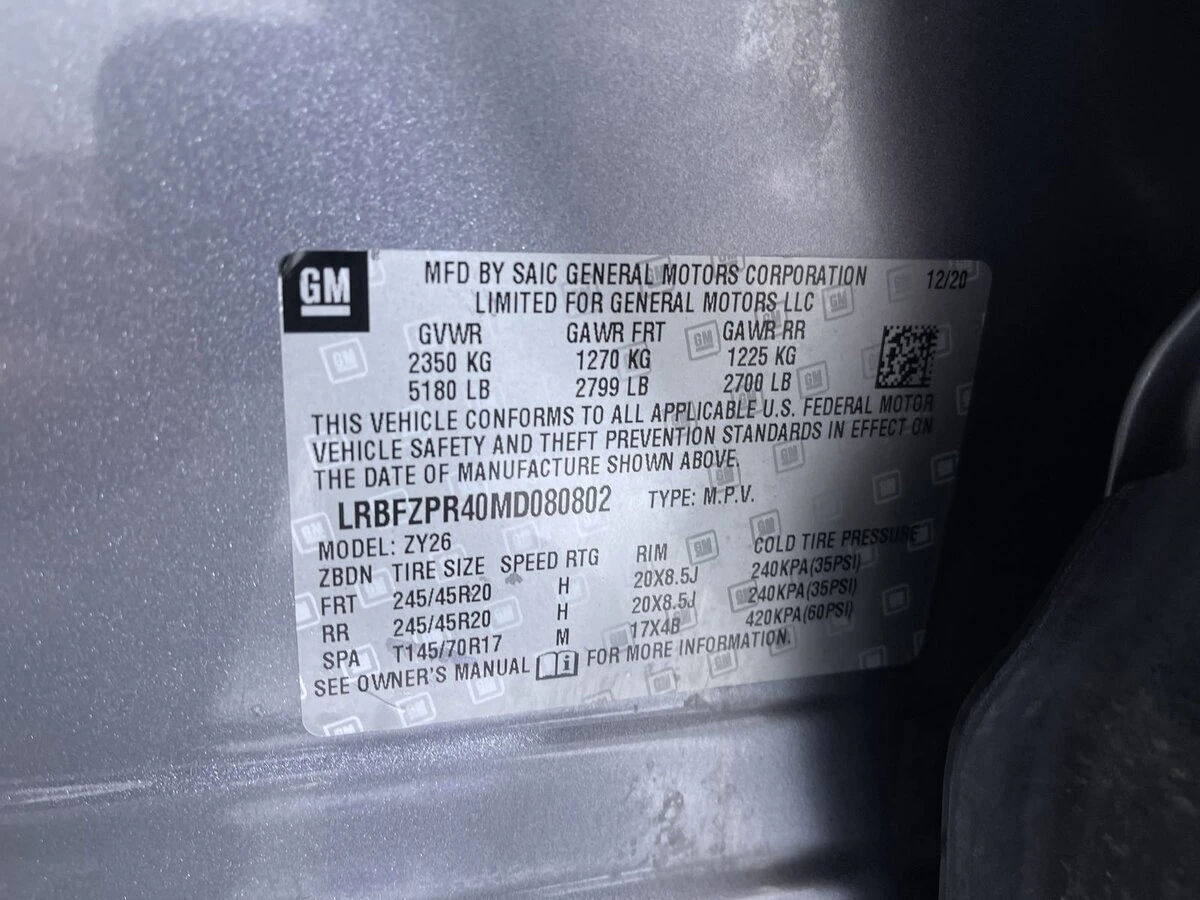 GM
MFD BY SAIC GENERAL MOTORS CORPORATION 12/20
LIMITED FOR GENERAL MOTORS LLC
GVWR GAWR FRT GAWR RR
2350 KG 1270 KG 1225 KG
5180 LB 2799 LB 2700 LB
THIS VEHICLE CONFORMS TO ALL APPLICABLE U.S. FEDERAL MOTOR
VEHICLE SAFETY AND THEFT PREVENTION STANDARDS IN EFFECT ON
THE DATE OF MANUFACTURE SHOWN ABOVE.
LRBFZPR40MD080802 TYPE: M.P.V.
MODEL: ZY26
ZBDN TIRE SIZE SPEED RTG RIM COLD TIRE PRESSURE
FRT 245/45R20 H 20X8.5J 240KPA(35PSI)
RR 245/45R20 H 20X8.5J 240KPA(35PSI)
SPA T145/70R17 M 17X4B 420KPA(60PSI)
SEE OWNER'S MANUAL i FOR MORE INFORMATION.